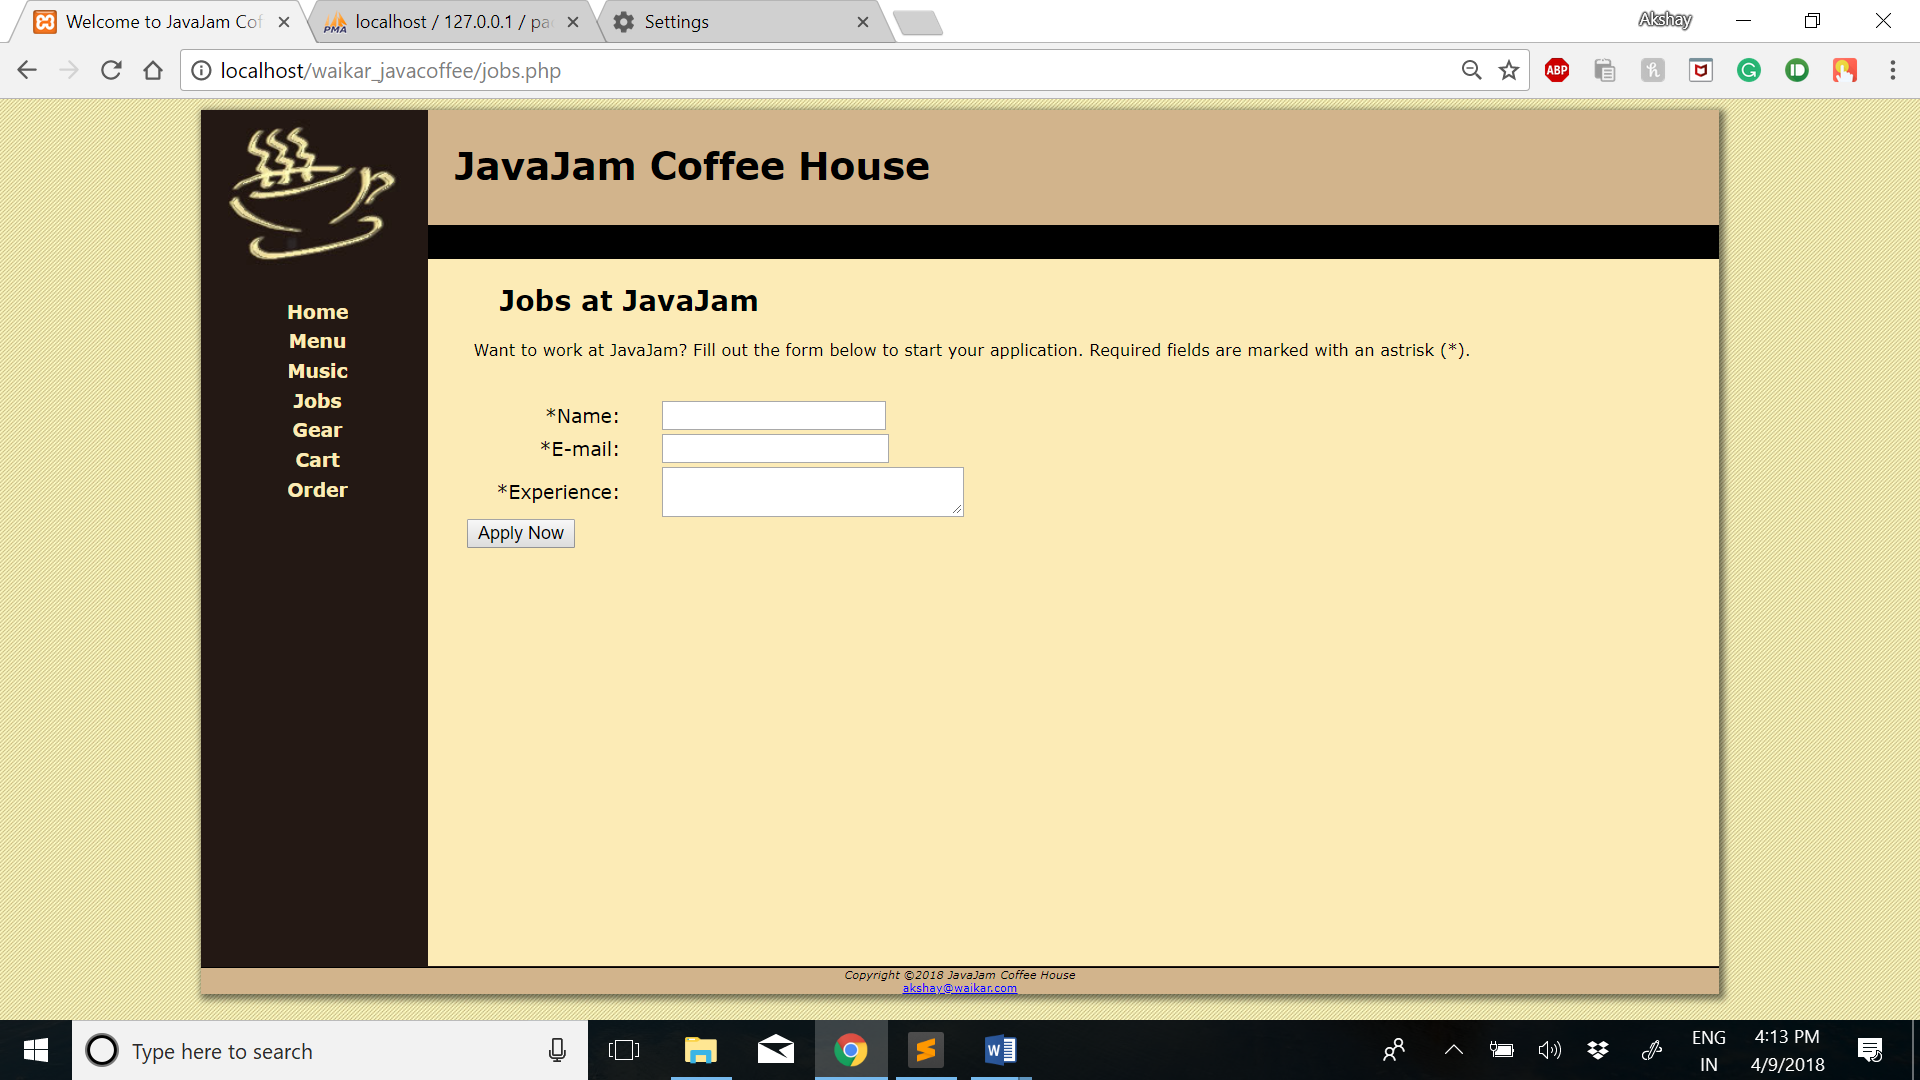 Welcome to JavaJam Cof
localhost / 127.0.0.1 / pa
Settings
Akshay
localhost/waikar_javacoffee/jobs.php
ABP
JavaJam Coffee House
Home
Menu
Music
Jobs
Gear
Cart
Order
Jobs at JavaJam
Want to work at JavaJam? Fill out the form below to start your application. Required fields are marked with an astrisk (*).
*Name:
*E-mail:
*Experience:
Apply Now
Copyright ©2018 JavaJam Coffee House
akshay@waikar.com
Type here to search
ENG
IN
4:13 PM
4/9/2018